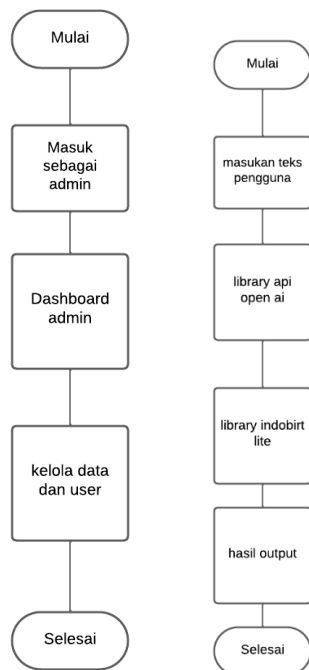 Mulai
Masuk
sebagai
admin
Dashboard
admin
kelola data
dan user
Selesai
Mulai
masukan teks
pengguna
library api
open ai
library indobirt
lite
hasil output
Selesai